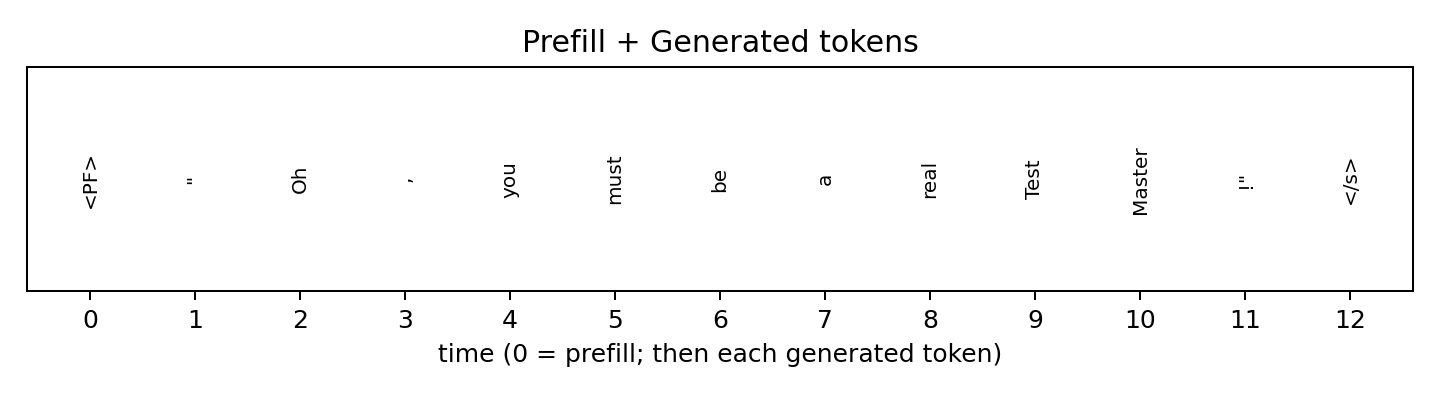 Prefill + Generated tokens
<PF> " Oh , you must be a real Test Master !" </s>
0 1 2 3 4 5 6 7 8 9 10 11 12
time (0 = prefill; then each generated token)